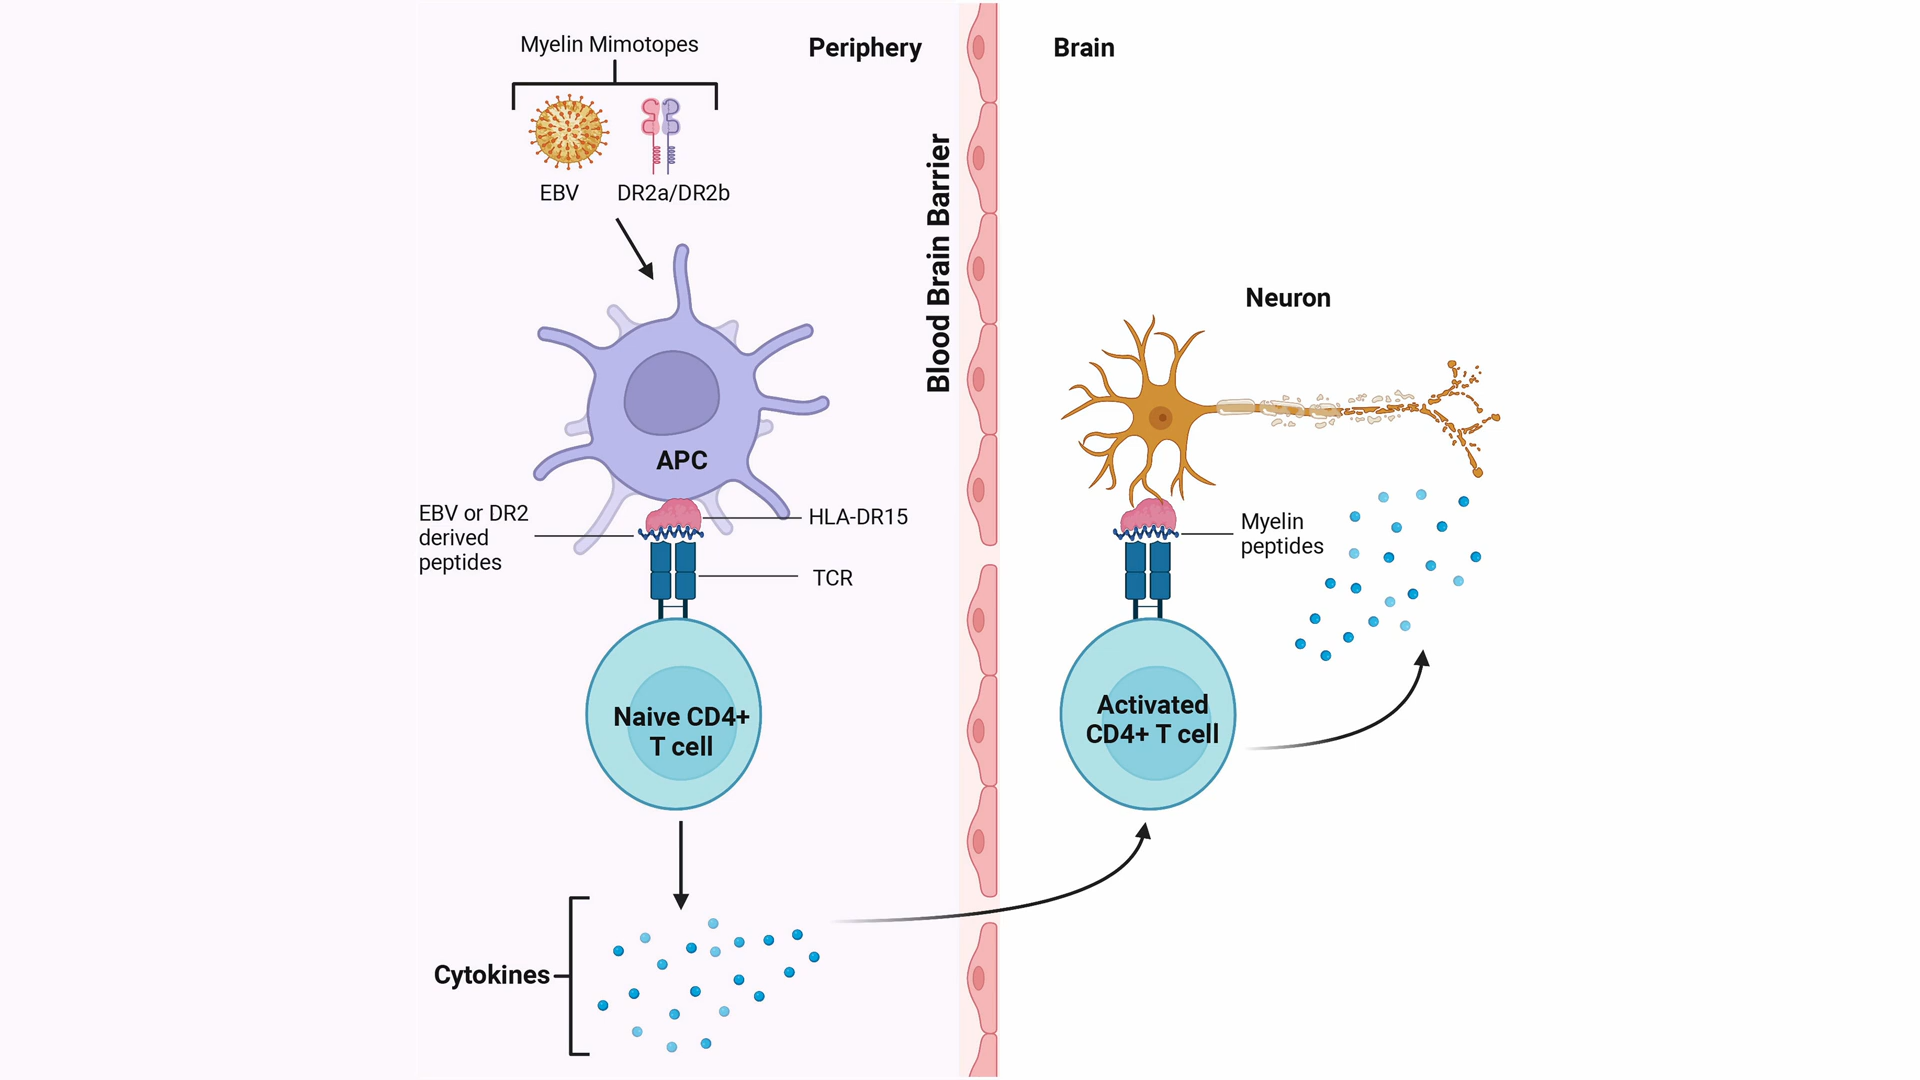 Myelin Mimotopes
EBV
DR2a/DR2b
Periphery
Brain
Blood Brain Barrier
APC
EBV or DR2
derived
peptides
HLA-DR15
TCR
Naive CD4+
T cell
Cytokines
Neuron
Myelin
peptides
Activated
CD4+ T cell